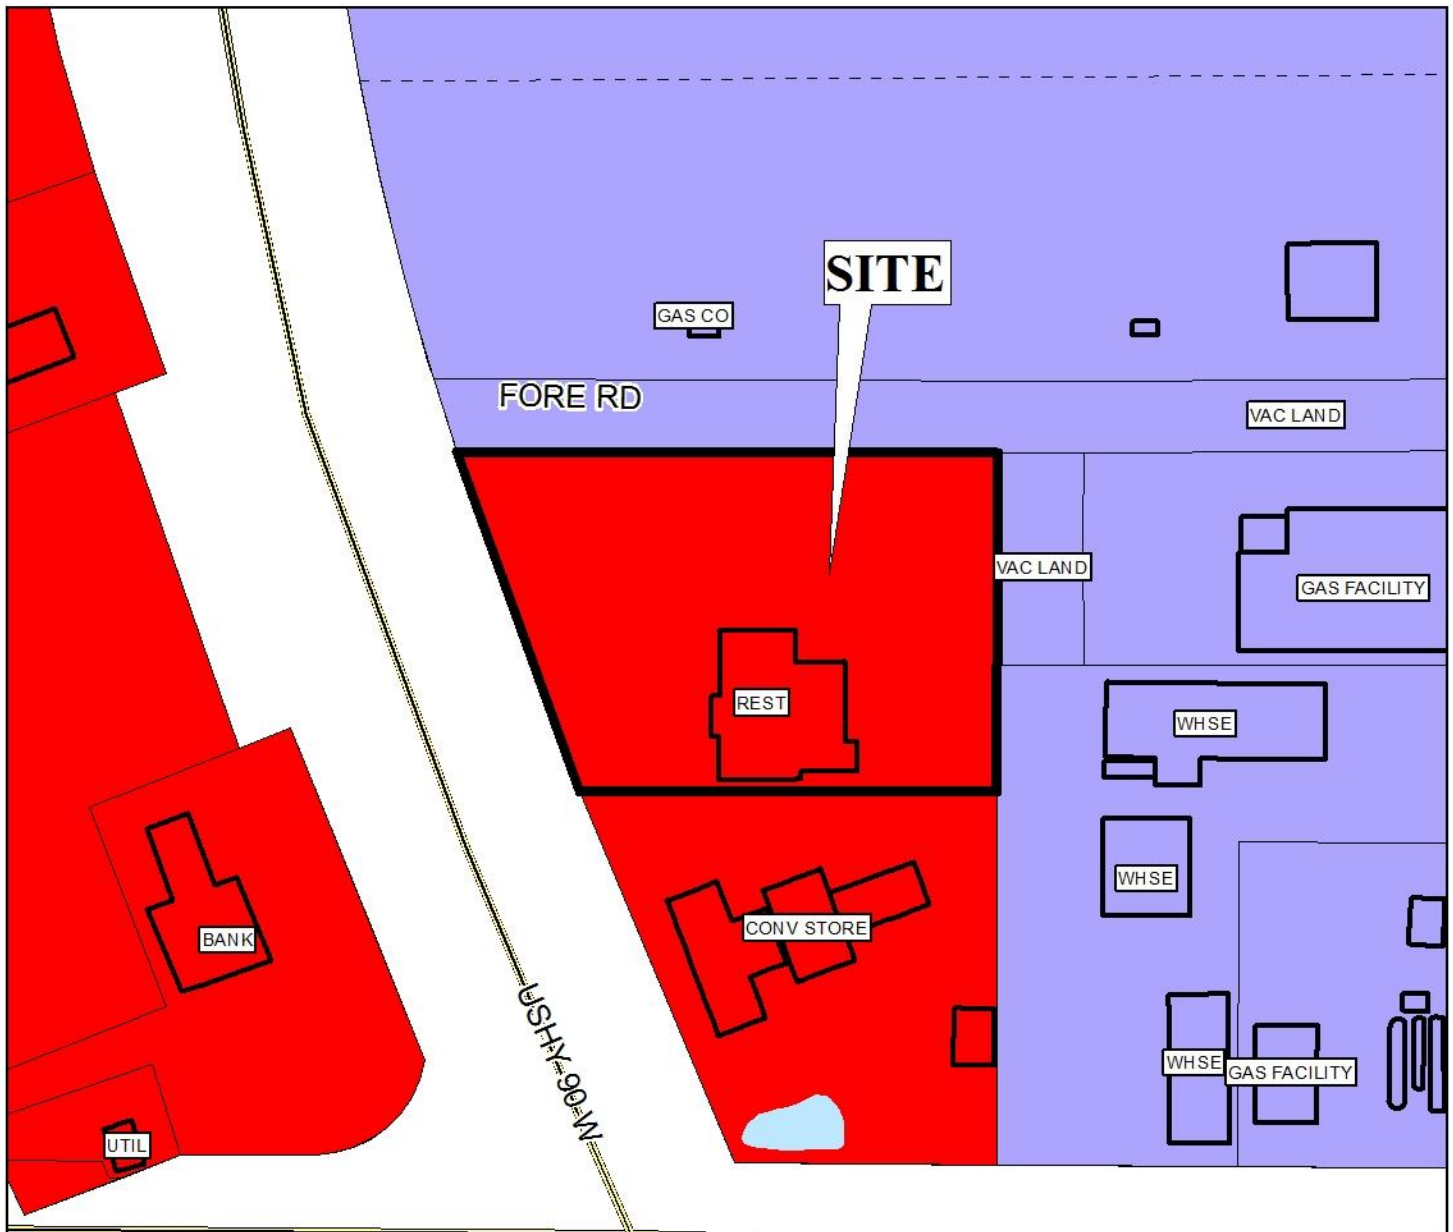 SITE
GAS CO
FORE RD
VAC LAND
VAC LAND
GAS FACILITY
REST
WHSE
WHSE
CONV STORE
BANK
USHY 90 W
WHSE
GAS FACILITY
UTIL